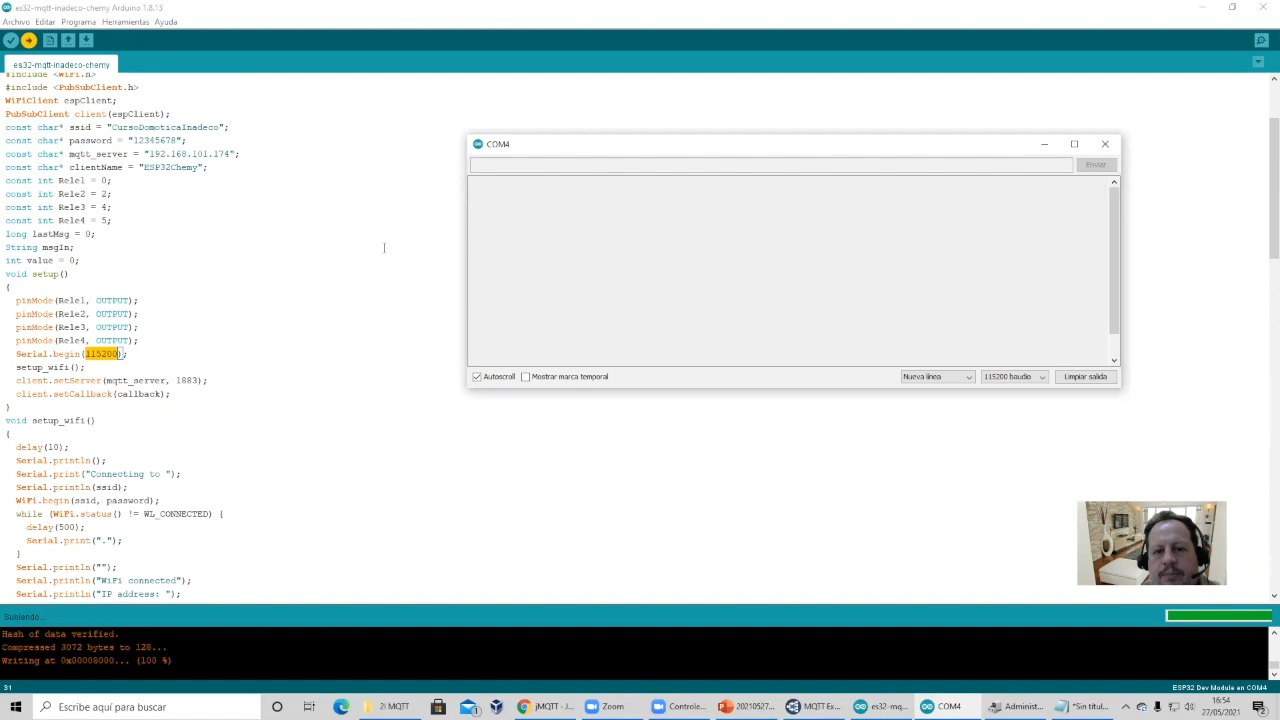 es32-mqtt-inadeco-chemy Arduino 1.8.13
Archivo Editar Programa Herramientas Ayuda
es32-mqtt-inadeco-chemy
#include <WiFi.h>
#include <PubSubClient.h>
WiFiClient espClient;
PubSubClient client(espClient);
const char* ssid = "CursoDomoticaInadeco";
const char* password = "12345678";
const char* mqtt_server = "192.168.101.174";
const char* clientName = "ESP32Chemy";
const int Rele1 = 0;
const int Rele2 = 2;
const int Rele3 = 4;
const int Rele4 = 5;
long lastMsg = 0;
String msgIn;
int value = 0;
void setup()
{
pinMode(Rele1, OUTPUT);
pinMode(Rele2, OUTPUT);
pinMode(Rele3, OUTPUT);
pinMode(Rele4, OUTPUT);
Serial.begin(115200);
setup_wifi();
client.setServer(mqtt_server, 1883);
client.setCallback(callback);
}
void setup_wifi()
{
delay(10);
Serial.println();
Serial.print("Connecting to ");
Serial.println(ssid);
WiFi.begin(ssid, password);
while (WiFi.status() != WL_CONNECTED) {
delay(500);
Serial.print(".");
}
Serial.println("");
Serial.println("WiFi connected");
Serial.println("IP address: ");
COM4
Enviar
Autoscroll Mostrar marca temporal Nueva línea 115200 baudio Limpiar salida
Subiendo...
Hash of data verified.
Compressed 3072 bytes to 128...
Writing at 0x00008000... (100 %)
31 ESP32 Dev Module en COM4
Escribe aquí para buscar 2I MQTT jMQTT - J... Zoom Controle... 20210527... MQTT Ex... es32-mq... COM4 Administ... *Sin títul... 16:54
27/05/2021